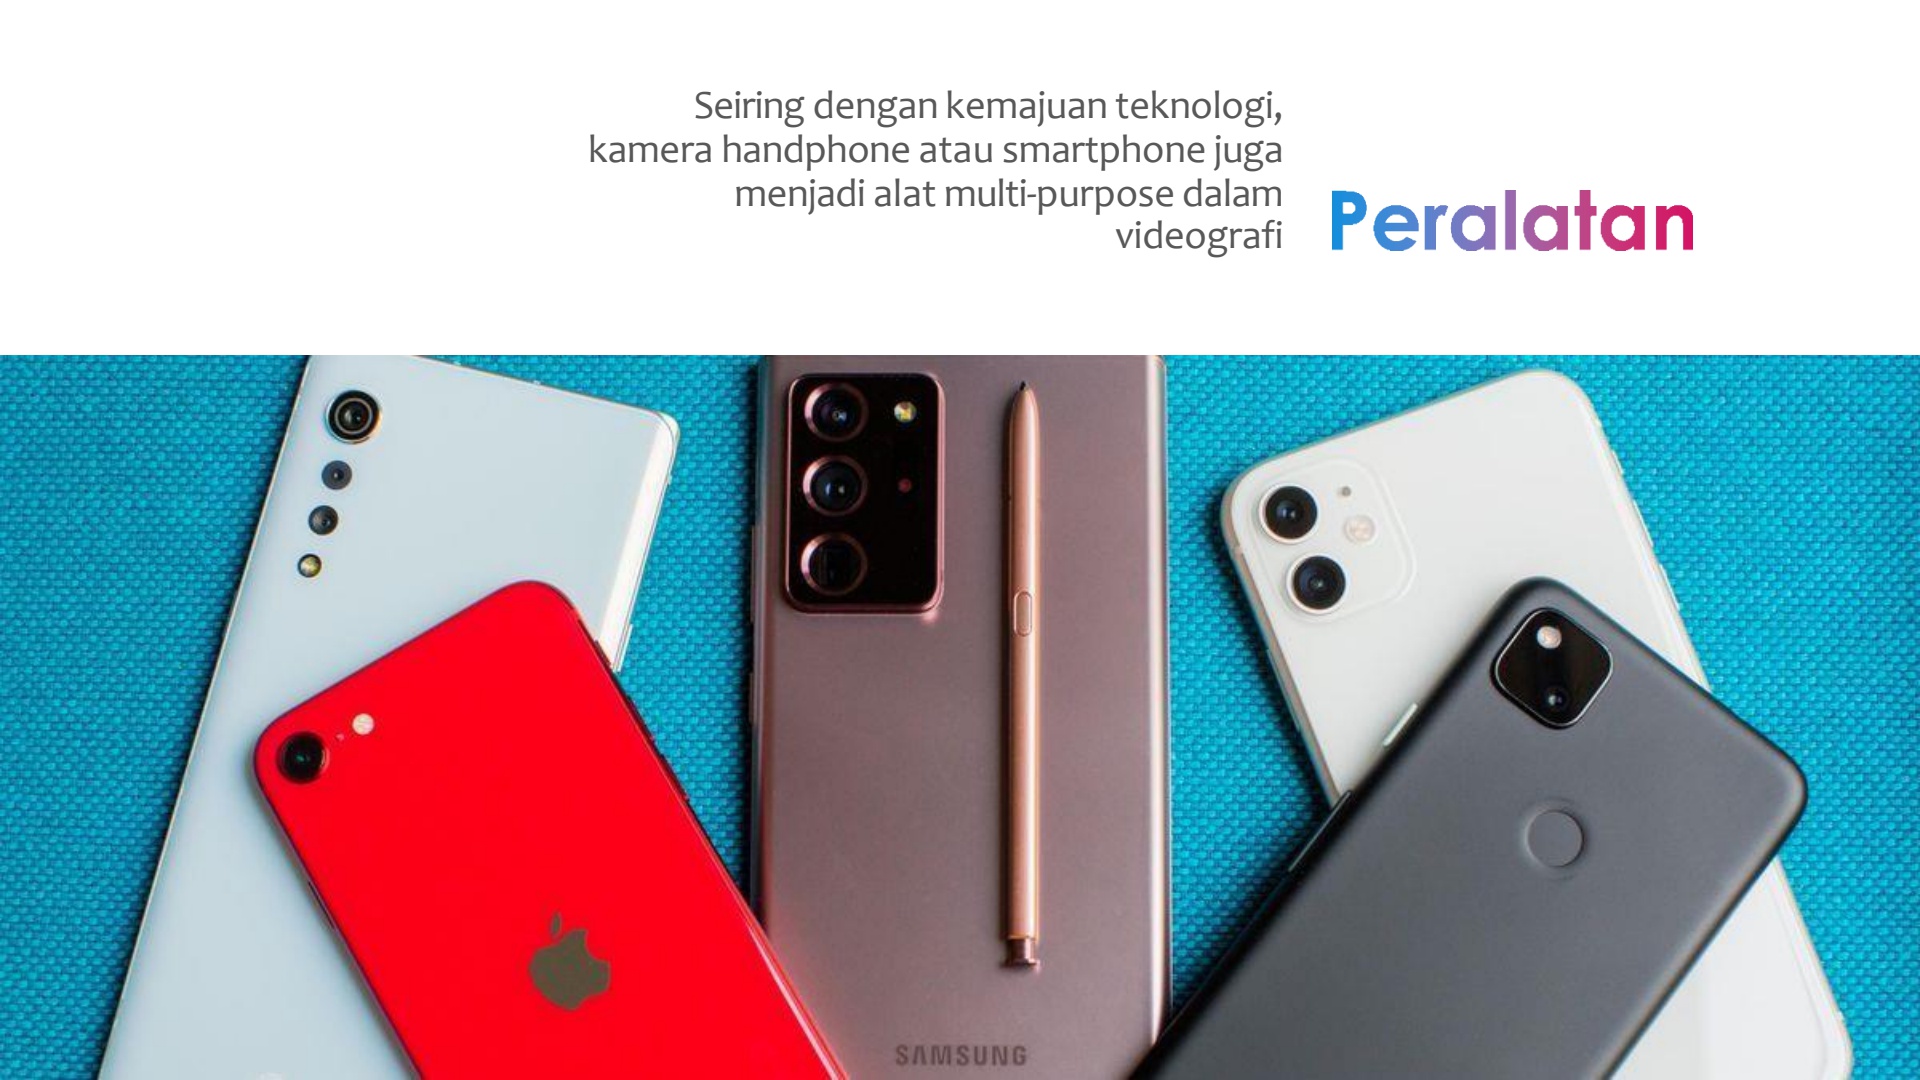 Seiring dengan kemajuan teknologi,
kamera handphone atau smartphone juga
menjadi alat multi-purpose dalam
videografi
Peralatan
SAMSUNG